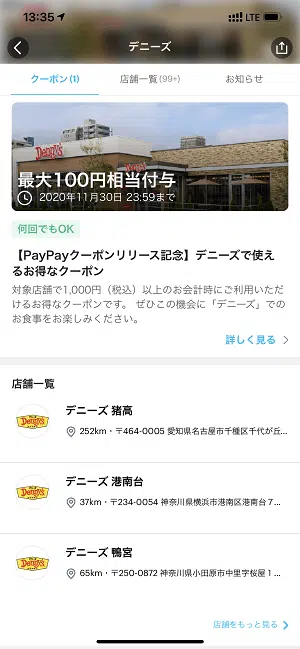 13:35
LTE
デニーズ
クーポン(1)
店舗一覧(99+)
お知らせ
Denny's
最大100円相当付与
2020年11月30日 23:59まで
何回でもOK
【PayPayクーポンリリース記念】デニーズで使え
るお得なクーポン
対象店舗で1,000円（税込）以上のお会計時にご利用いただ
けるお得なクーポンです。 ぜひこの機会に「デニーズ」での
お食事をお楽しみください。
詳しく見る
店舗一覧
Denny's
デニーズ 猪高
252km・〒464-0005 愛知県名古屋市千種区千代が丘...
Denny's
デニーズ 港南台
37km・〒234-0054 神奈川県横浜市港南区港南台７...
Denny's
デニーズ 鴨宮
65km・〒250-0872 神奈川県小田原市中里字桜屋１...
店舗をもっと見る